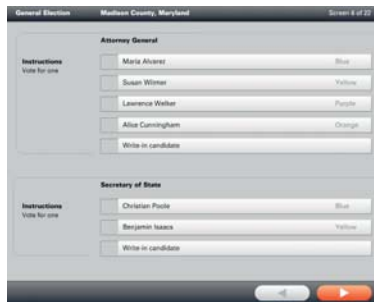 General Election Madison County, Maryland Screen 8 of 22
Attorney General
Instructions
Vote for one
Maria Alvarez Blue
Susan Witmer Yellow
Lawrence Welker Purple
Alice Cunningham Orange
Write-in candidate
Secretary of State
Instructions
Vote for one
Christian Poole Blue
Benjamin Isaacs Yellow
Write-in candidate